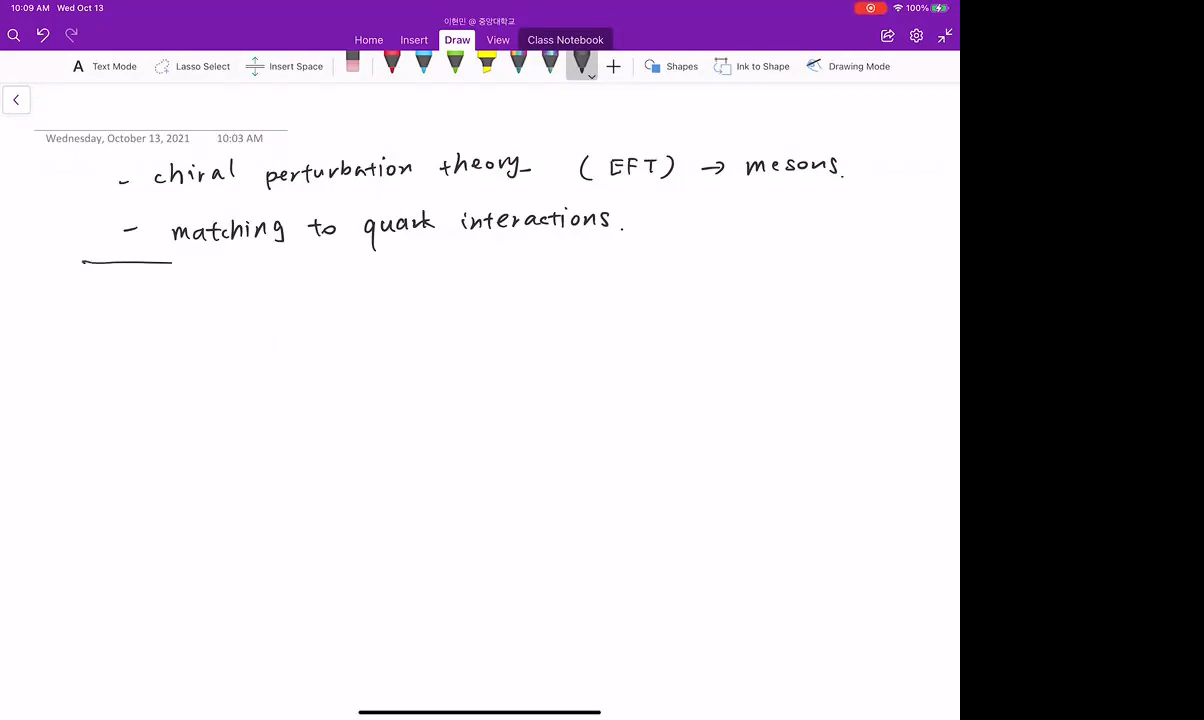 10:09 AM Wed Oct 13
100%
이현민 @ 중앙대학교
Home Insert Draw View Class Notebook
A Text Mode Lasso Select Insert Space Shapes Ink to Shape Drawing Mode
Wednesday, October 13, 2021 10:03 AM
- chiral perturbation theory (EFT) → mesons.
- matching to quark interactions.